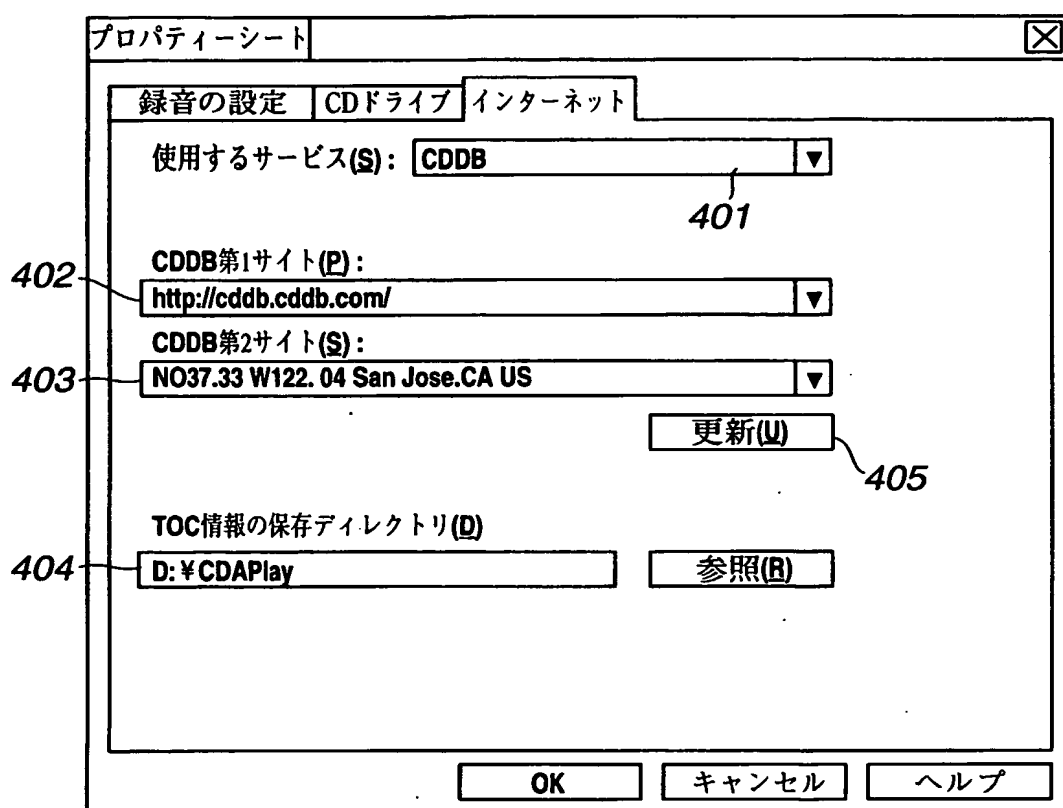 プロパティーシート
録音の設定 CDドライブ インターネット
使用するサービス(S): CDDB
401
CDDB第1サイト(P):
402
http://cddb.cddb.com/
CDDB第2サイト(S):
403
NO37.33 W122. 04 San Jose.CA US
更新(U)
405
TOC情報の保存ディレクトリ(D)
404
D:¥CDAPlay 参照(R)
OK キャンセル ヘルプ